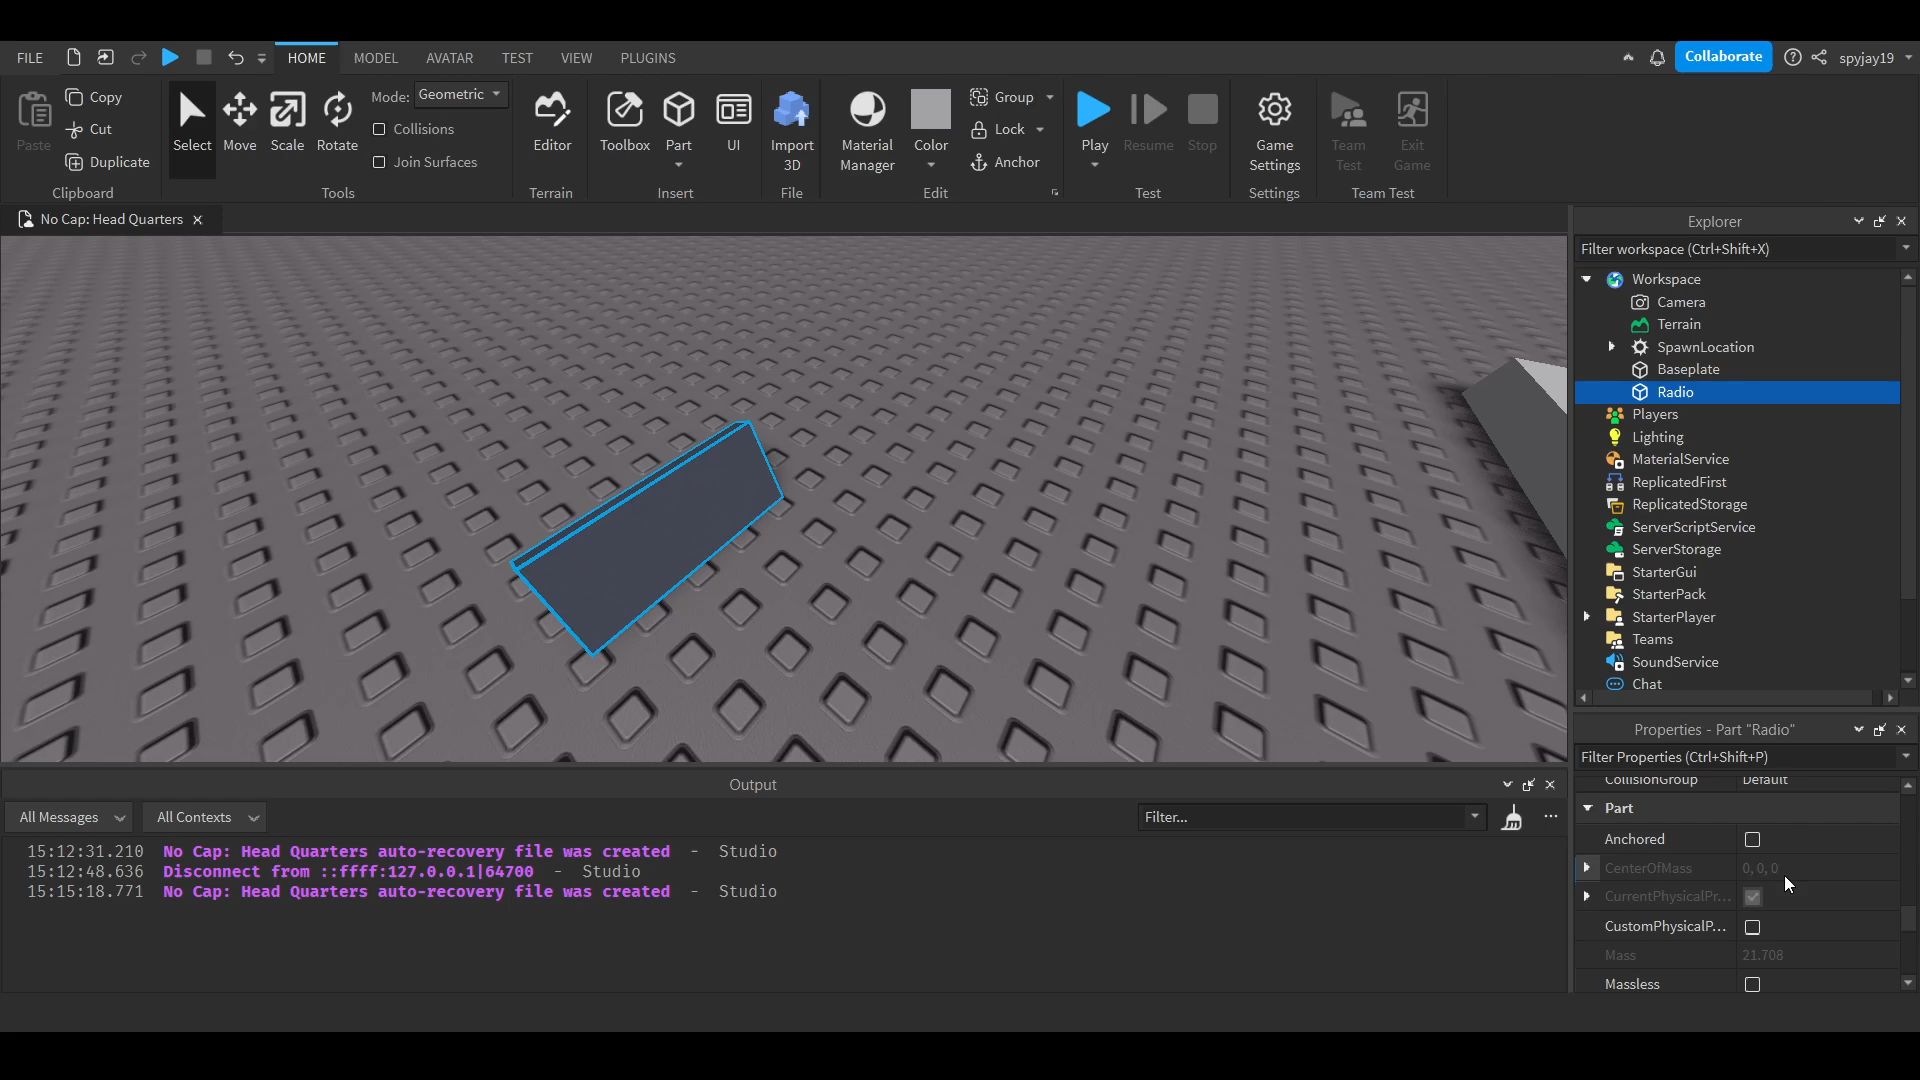 FILE HOME MODEL AVATAR TEST VIEW PLUGINS Collaborate spyjay19
Copy Mode: Geometric Group
Cut Collisions Lock
Paste Select Move Scale Rotate Editor Toolbox Part UI Import 3D Material Manager Color Play Resume Stop Game Settings Team Test Exit Game
Duplicate Join Surfaces Anchor
Clipboard Tools Terrain Insert File Edit Test Settings Team Test
No Cap: Head Quarters
Explorer
Filter workspace (Ctrl+Shift+X)
Workspace
Camera
Terrain
SpawnLocation
Baseplate
Radio
Players
Lighting
MaterialService
ReplicatedFirst
ReplicatedStorage
ServerScriptService
ServerStorage
StarterGui
StarterPack
StarterPlayer
Teams
SoundService
Chat
Properties - Part "Radio"
Filter Properties (Ctrl+Shift+P)
CollisionGroup Default
Part
Anchored
CenterOfMass 0, 0, 0
CurrentPhysicalPr...
CustomPhysicalP...
Mass 21.708
Massless
Output
All Messages All Contexts Filter...
15:12:31.210 No Cap: Head Quarters auto-recovery file was created - Studio
15:12:48.636 Disconnect from ::ffff:127.0.0.1|64700 - Studio
15:15:18.771 No Cap: Head Quarters auto-recovery file was created - Studio